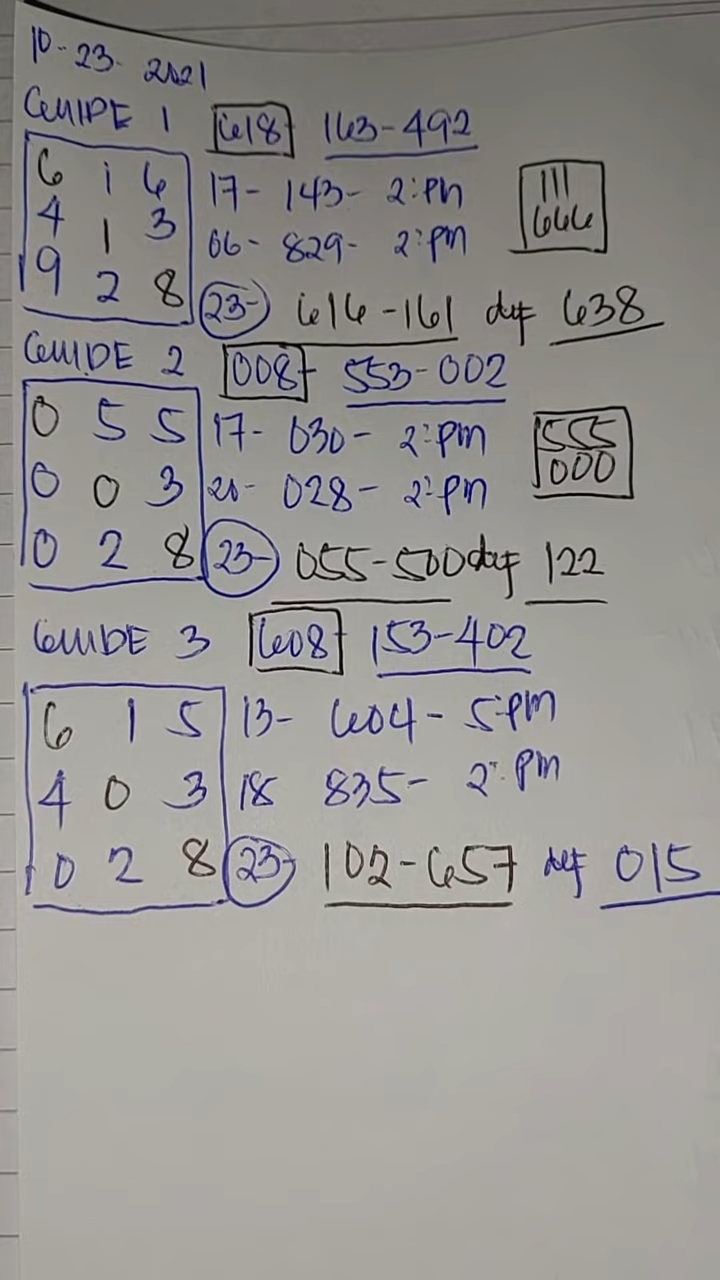 10-23-2021
GUIDE 1 618- 163-492
6 1 6 17- 143- 2:PM 111
4 1 3 06- 829- 2:PM 666
9 2 8 23- 616-161 def 638
GUIDE 2 008- 553-002
0 5 5 17- 030- 2:PM 555
0 0 3 20- 028- 2:PM 000
0 2 8 23- 055-500 def 122
GUIDE 3 608- 153-402
6 1 5 13- 604- 5:PM
4 0 3 18 835- 2:PM
0 2 8 23- 102-657 def 015